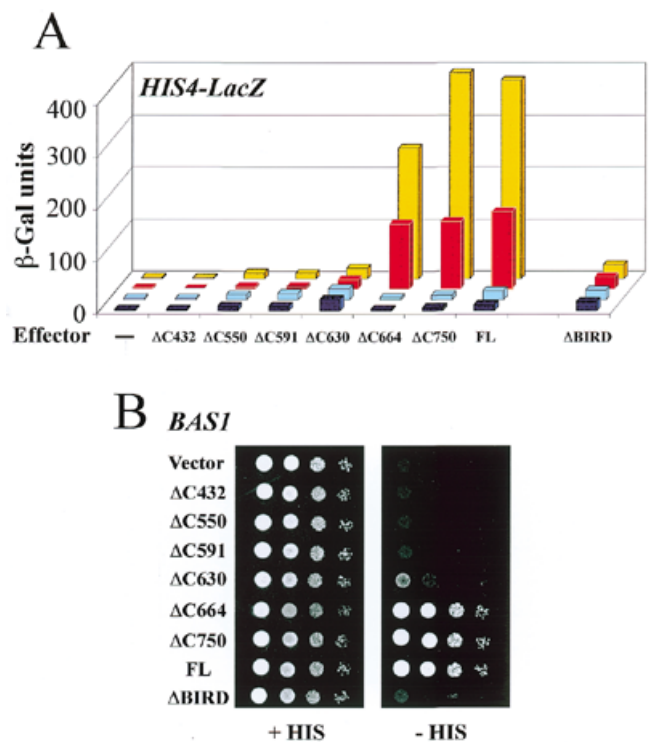 A
HIS4-LacZ
400
300
200
100
0
β-Gal units
Effector — ΔC432 ΔC550 ΔC591 ΔC630 ΔC664 ΔC750 FL ΔBIRD
B BAS1
Vector
ΔC432
ΔC550
ΔC591
ΔC630
ΔC664
ΔC750
FL
ΔBIRD
+ HIS - HIS